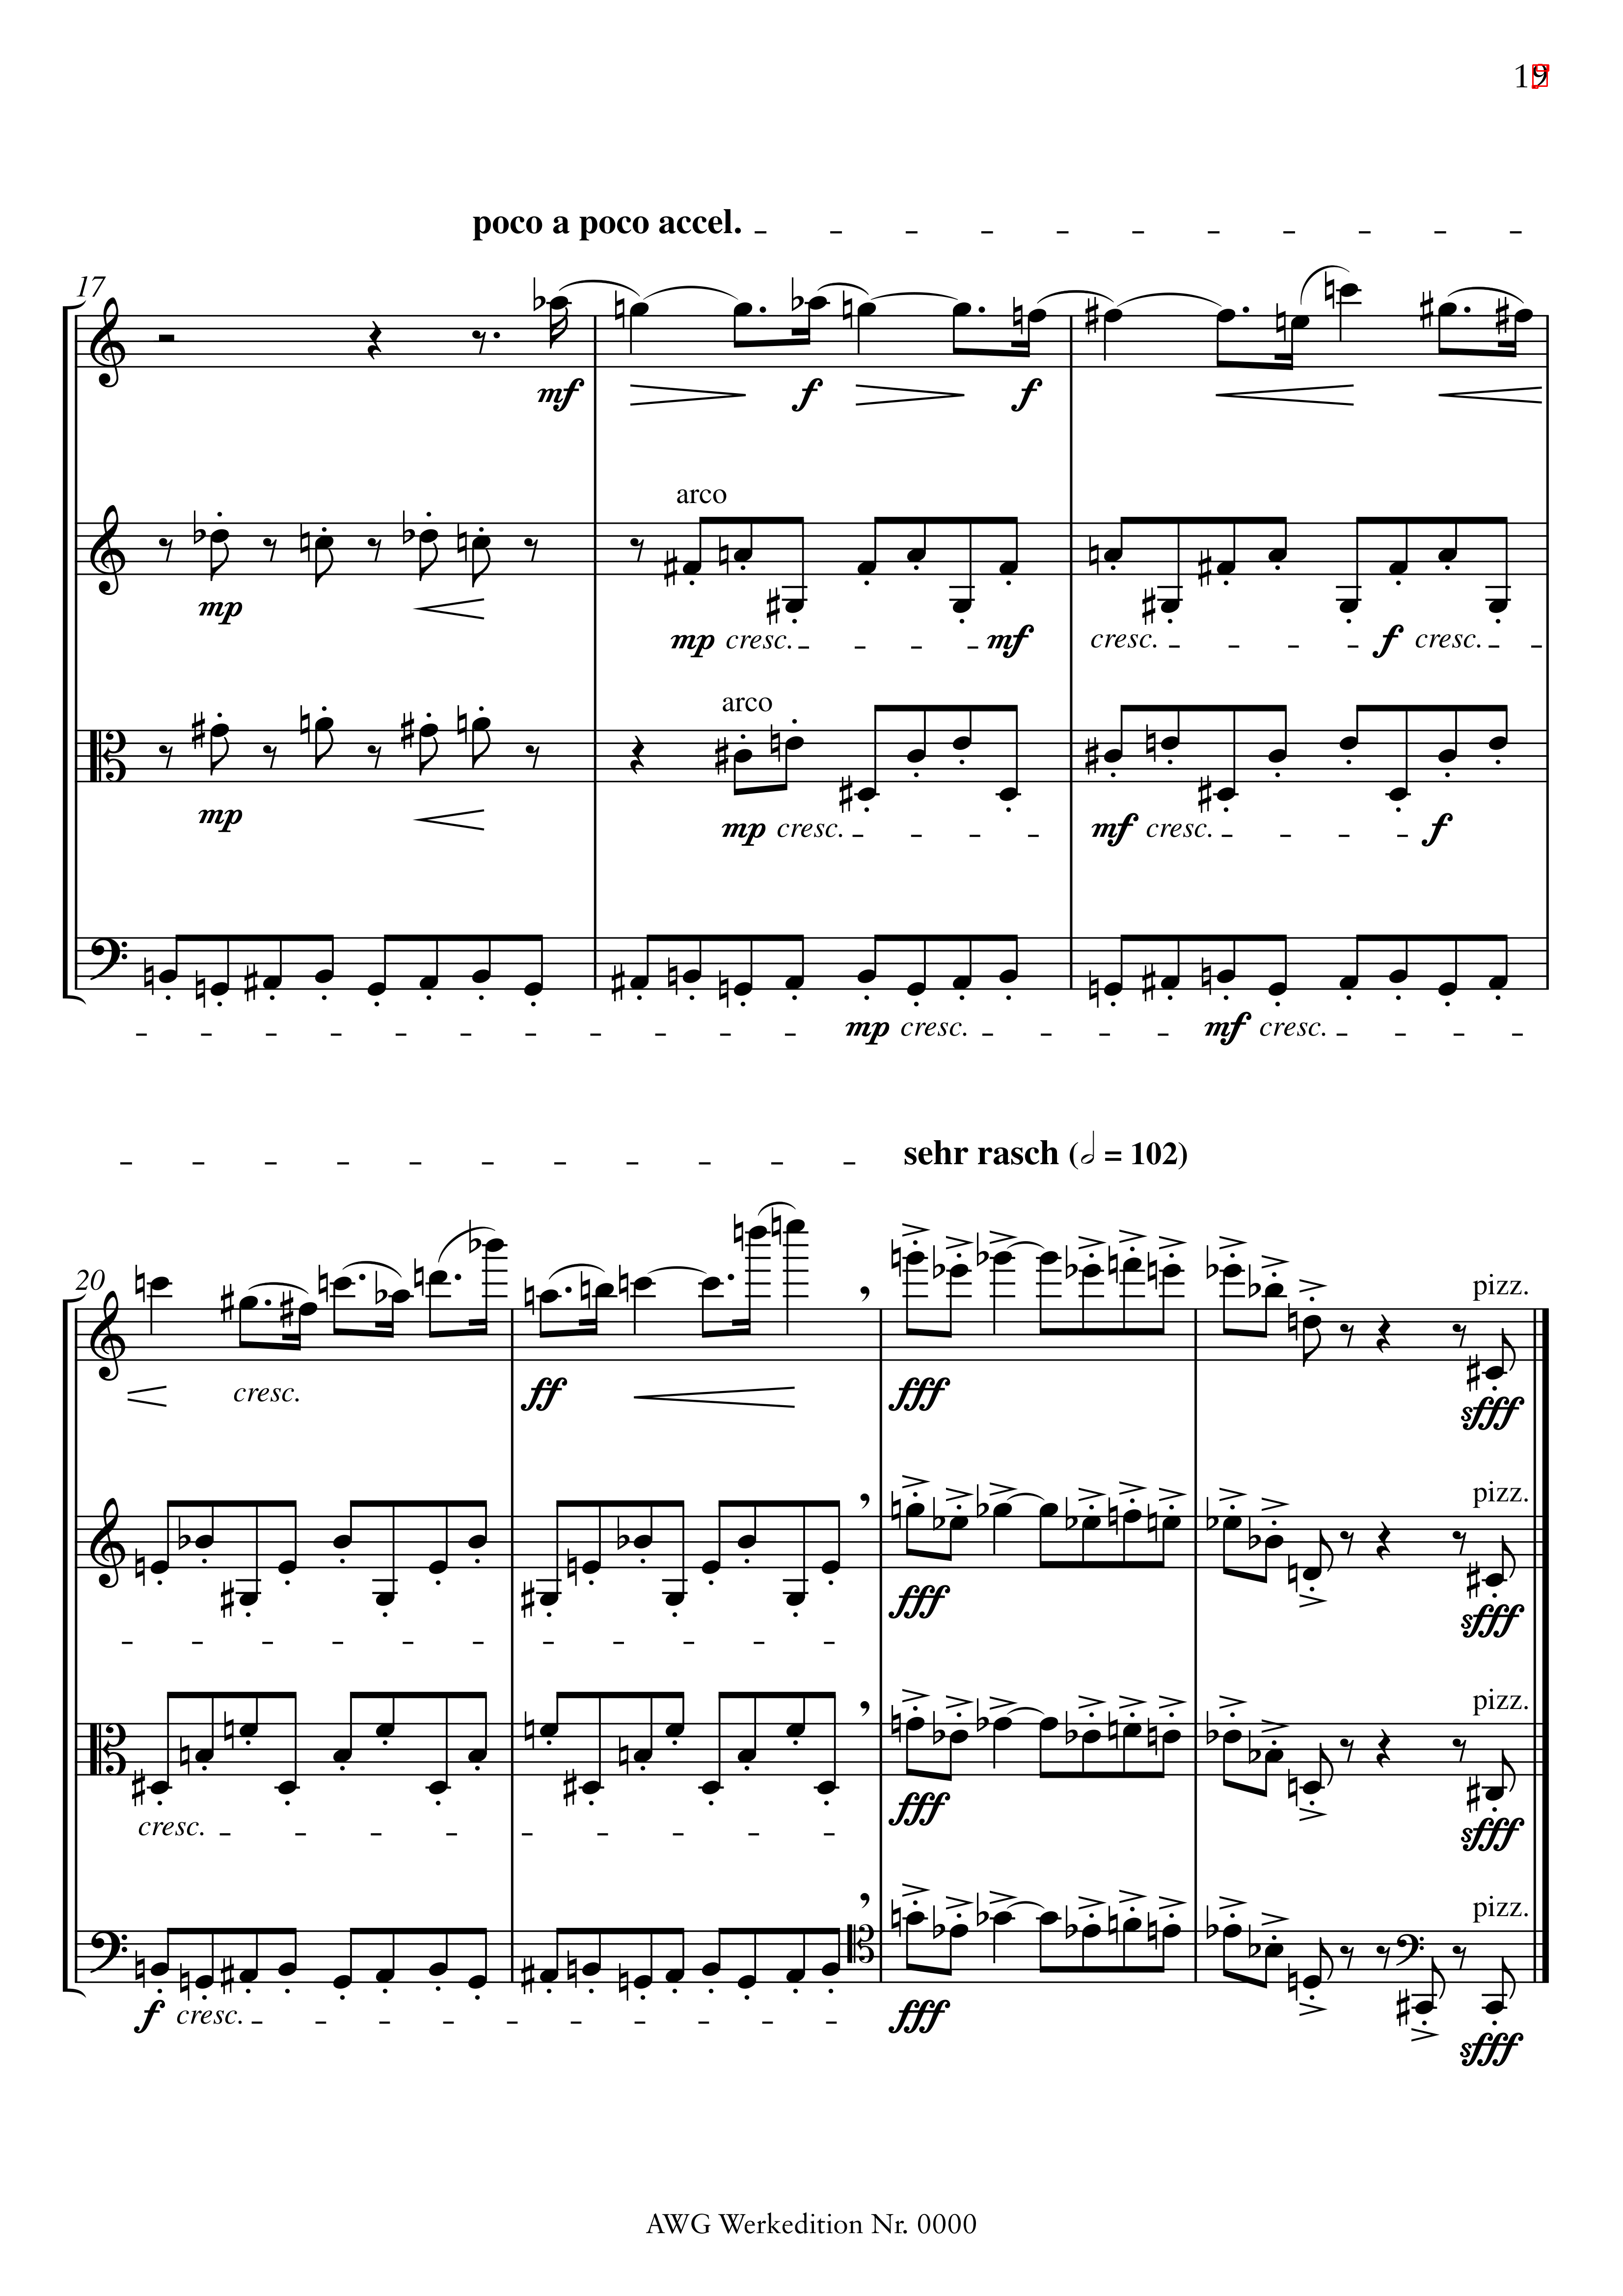 19
poco a poco accel.
17
mf f f
arco
mp mp cresc. mf cresc. f cresc.
arco
mp mp cresc. mf cresc. f
mp cresc. mf cresc.
sehr rasch (𝅗𝅥 = 102)
20
pizz.
cresc. ff fff sfff
pizz.
fff sfff
pizz.
cresc. fff sfff
pizz.
f cresc. fff sfff
AWG Werkedition Nr. 0000